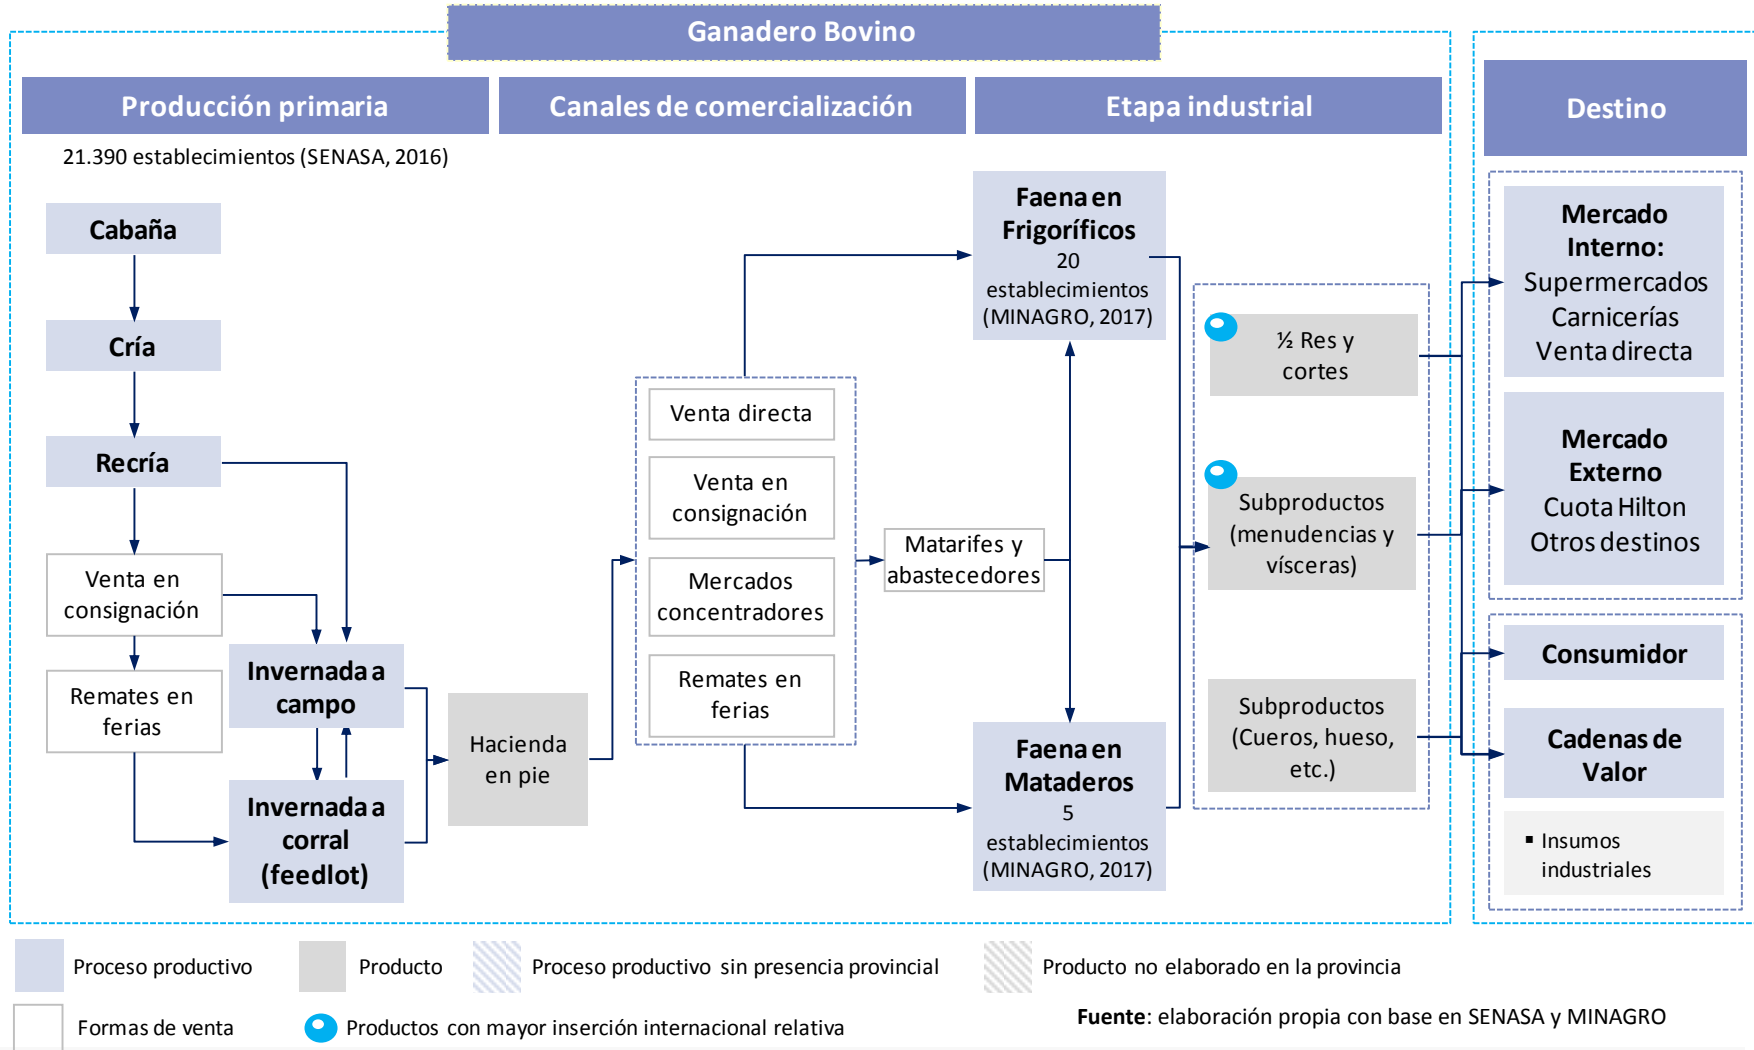 Ganadero Bovino
Producción primaria
Canales de comercialización
Etapa industrial
Destino
21.390 establecimientos (SENASA, 2016)
Cabaña
Cría
Recría
Venta en
consignación
Remates en
ferias
Invernada a
campo
Invernada a
corral
(feedlot)
Hacienda
en pie
Venta directa
Venta en
consignación
Mercados
concentradores
Remates en
ferias
Matarifes y
abastecedores
Faena en
Frigoríficos
20
establecimientos
(MINAGRO, 2017)
Faena en
Mataderos
5
establecimientos
(MINAGRO, 2017)
½ Res y
cortes
Subproductos
(menudencias y
vísceras)
Subproductos
(Cueros, hueso,
etc.)
Mercado
Interno:
Supermercados
Carnicerías
Venta directa
Mercado
Externo
Cuota Hilton
Otros destinos
Consumidor
Cadenas de
Valor
▪ Insumos
industriales
Proceso productivo
Producto
Proceso productivo sin presencia provincial
Producto no elaborado en la provincia
Formas de venta
Productos con mayor inserción internacional relativa
Fuente: elaboración propia con base en SENASA y MINAGRO